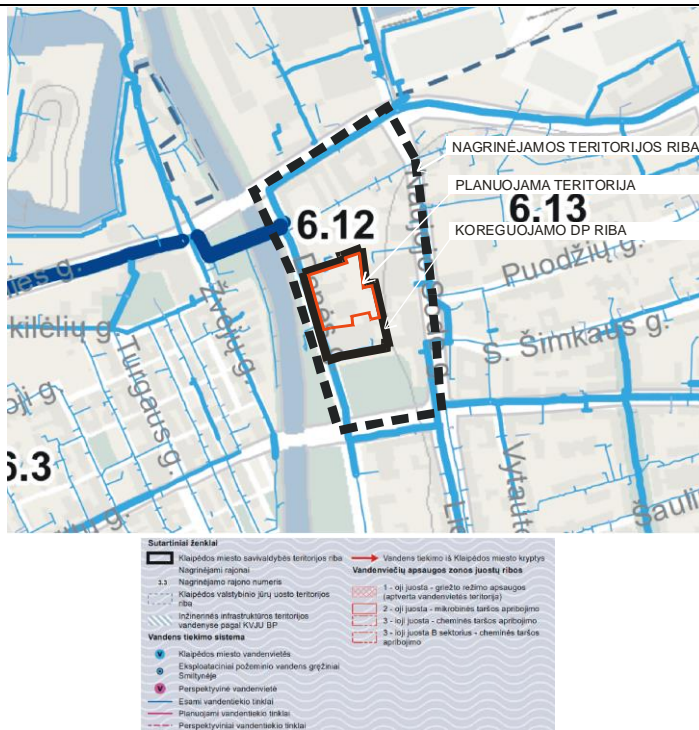 NAGRINĖJAMOS TERITORIJOS RIBA
PLANUOJAMA TERITORIJA
6.12
6.13
KOREGUOJAMO DP RIBA
Puodžių g.
S. Šimkaus g.
Žvejų g.
Turgaus g.
6.3
Vytauto
Sutartiniai ženklai
Klaipėdos miesto savivaldybės teritorijos riba
Nagrinėjami rajonai
3.3 Nagrinėjamo rajono numeris
Klaipėdos valstybinio jūrų uosto teritorijos
riba
Inžinerinės infrastruktūros teritorijos
vandenyse pagal KVJU BP
Vandens tiekimo sistema
V Klaipėdos miesto vandenvietės
Eksploataciniai požeminio vandens gręžiniai
Smiltynėje
V Perspektyvinė vandenvietė
Esami vandentiekio tinklai
Planuojami vandentiekio tinklai
Perspektyviniai vandentiekio tinklai
Vandens tiekimo iš Klaipėdos miesto kryptys
Vandenviečių apsaugos zonos juostų ribos
1 - oji juosta - griežto režimo apsaugos
(aptverta vandenvietės teritorija)
2 - oji juosta - mikrobinės taršos apribojimo
3 - ioji juosta - cheminės taršos apribojimo
3 - ioji juosta B sektorius - cheminės taršos
apribojimo